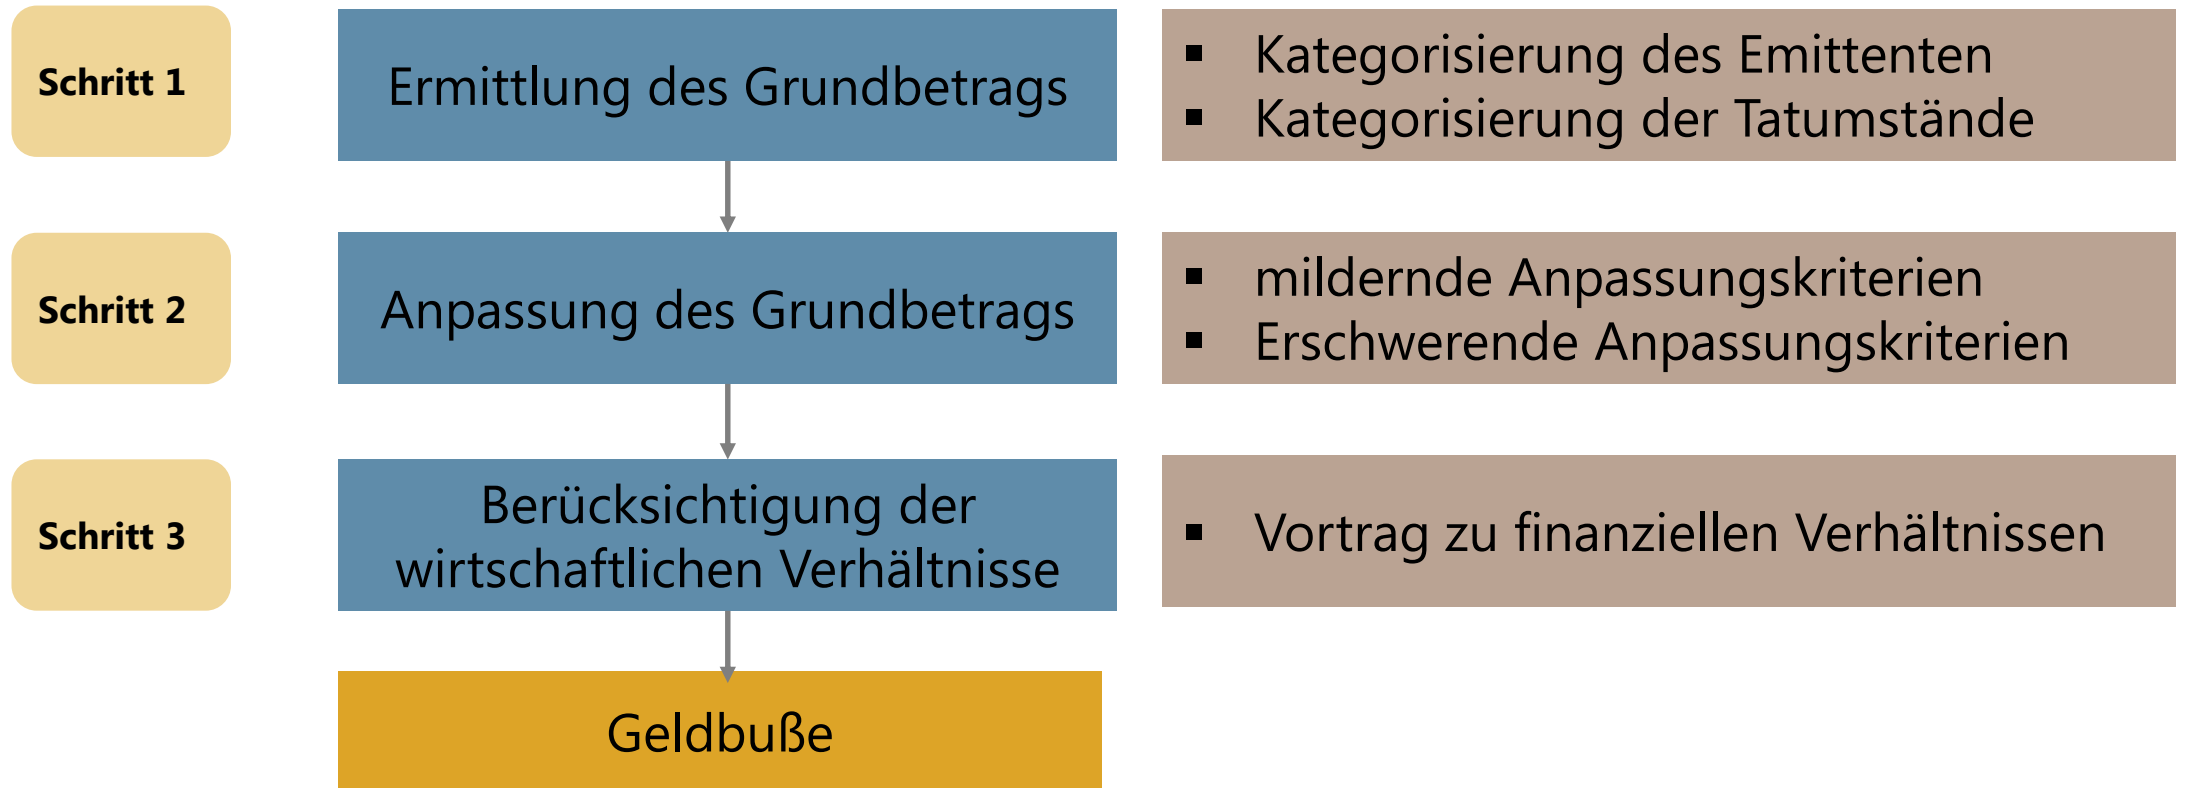 Schritt 1
Ermittlung des Grundbetrags
▪ Kategorisierung des Emittenten
▪ Kategorisierung der Tatumstände
Schritt 2
Anpassung des Grundbetrags
▪ mildernde Anpassungskriterien
▪ Erschwerende Anpassungskriterien
Schritt 3
Berücksichtigung der
wirtschaftlichen Verhältnisse
▪ Vortrag zu finanziellen Verhältnissen
Geldbuße